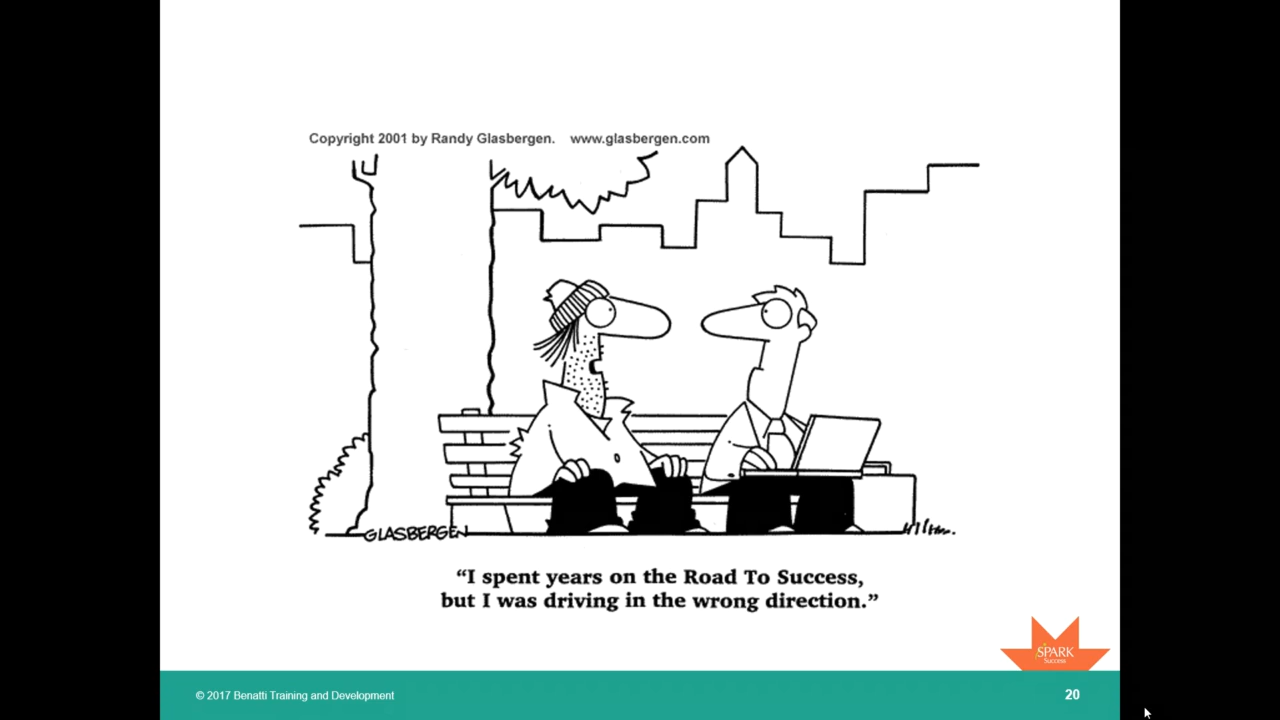 Copyright 2001 by Randy Glasbergen. www.glasbergen.com
GLASBERGEN
“I spent years on the Road To Success,
but I was driving in the wrong direction.”
SPARK
Success
© 2017 Benatti Training and Development
20